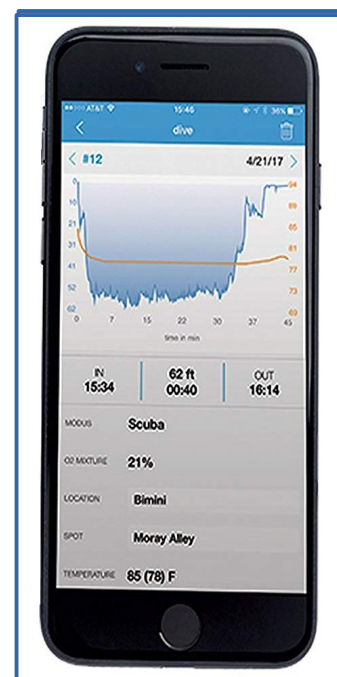 AT&T 15:46 36%
dive
< #12 4/21/17 >
0 94
10 89
21 85
31 81
41 77
52 73
62 69
0 7 15 22 30 37 45
time in min
IN 62 ft OUT
15:34 00:40 16:14
MODUS Scuba
O2 MIXTURE 21%
LOCATION Bimini
SPOT Moray Alley
TEMPERATURE 85 (78) F